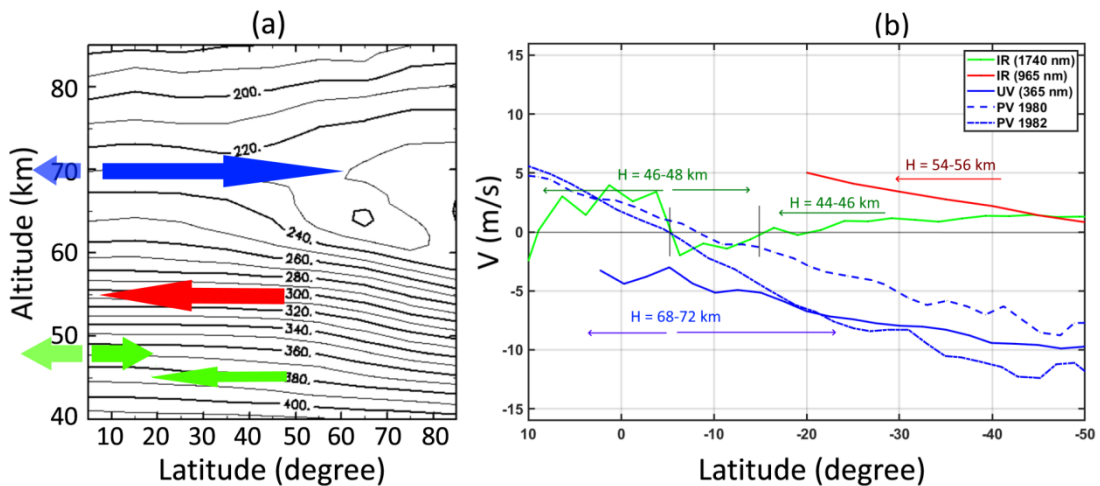 (a)
(b)
Altitude (km)
80
70
60
50
40
200.
220.
240.
260.
280.
300.
320.
340.
360.
380.
400.
10 20 30 40 50 60 70 80
Latitude (degree)
V (m/s)
15
10
5
0
-5
-10
-15
IR (1740 nm)
IR (965 nm)
UV (365 nm)
PV 1980
PV 1982
H = 54-56 km
H = 46-48 km
H = 44-46 km
H = 68-72 km
10 0 -10 -20 -30 -40 -50
Latitude (degree)